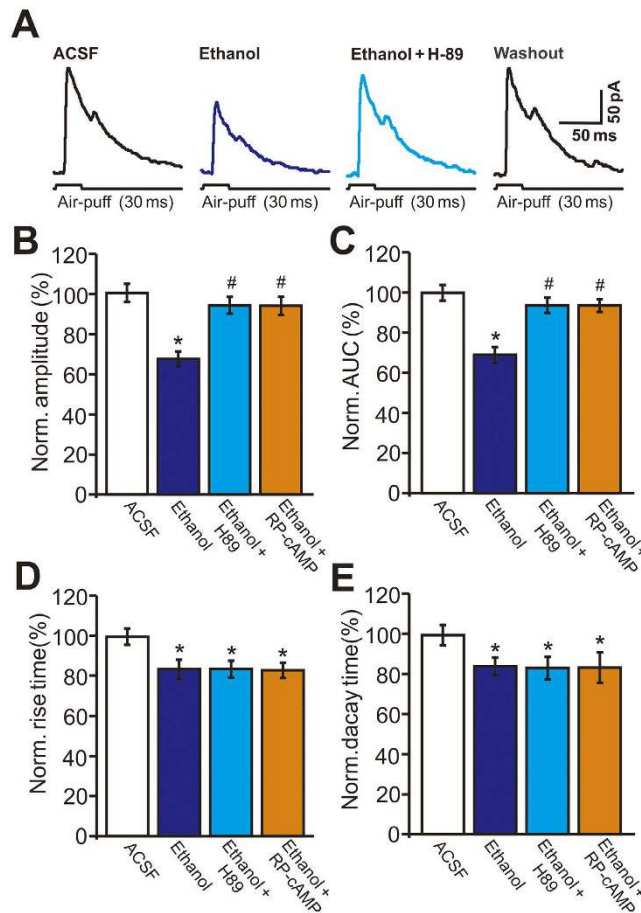 A
ACSF
Ethanol
Ethanol + H-89
Washout
50 pA
50 ms
Air-puff (30 ms)
Air-puff (30 ms)
Air-puff (30 ms)
Air-puff (30 ms)
B
Norm. amplitude (%)
120
100
80
60
40
20
0
*
#
#
ACSF
Ethanol
Ethanol +
H89
Ethanol +
RP-cAMP
C
Norm. AUC (%)
120
100
80
60
40
20
0
*
#
#
ACSF
Ethanol
Ethanol +
H89
Ethanol +
RP-cAMP
D
Norm. rise time(%)
120
100
80
60
40
20
0
*
*
*
ACSF
Ethanol
Ethanol +
H89
Ethanol +
RP-cAMP
E
Norm.dacay time(%)
120
100
80
60
40
20
0
*
*
*
ACSF
Ethanol
Ethanol +
H89
Ethanol +
RP-cAMP